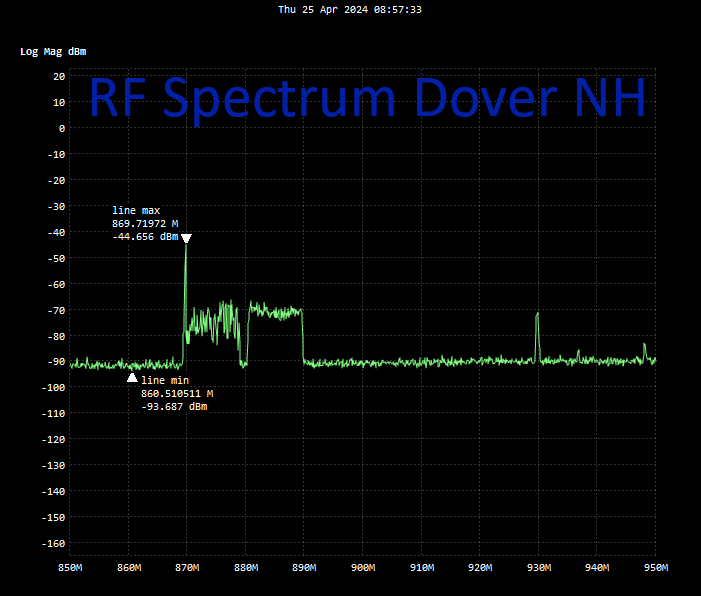 Thu 25 Apr 2024 08:57:33
Log Mag dBm
RF Spectrum Dover NH
20
10
0
-10
-20
-30
-40
-50
-60
-70
-80
-90
-100
-110
-120
-130
-140
-150
-160
line max
869.71972 M
-44.656 dBm
line min
860.510511 M
-93.687 dBm
850M 860M 870M 880M 890M 900M 910M 920M 930M 940M 950M